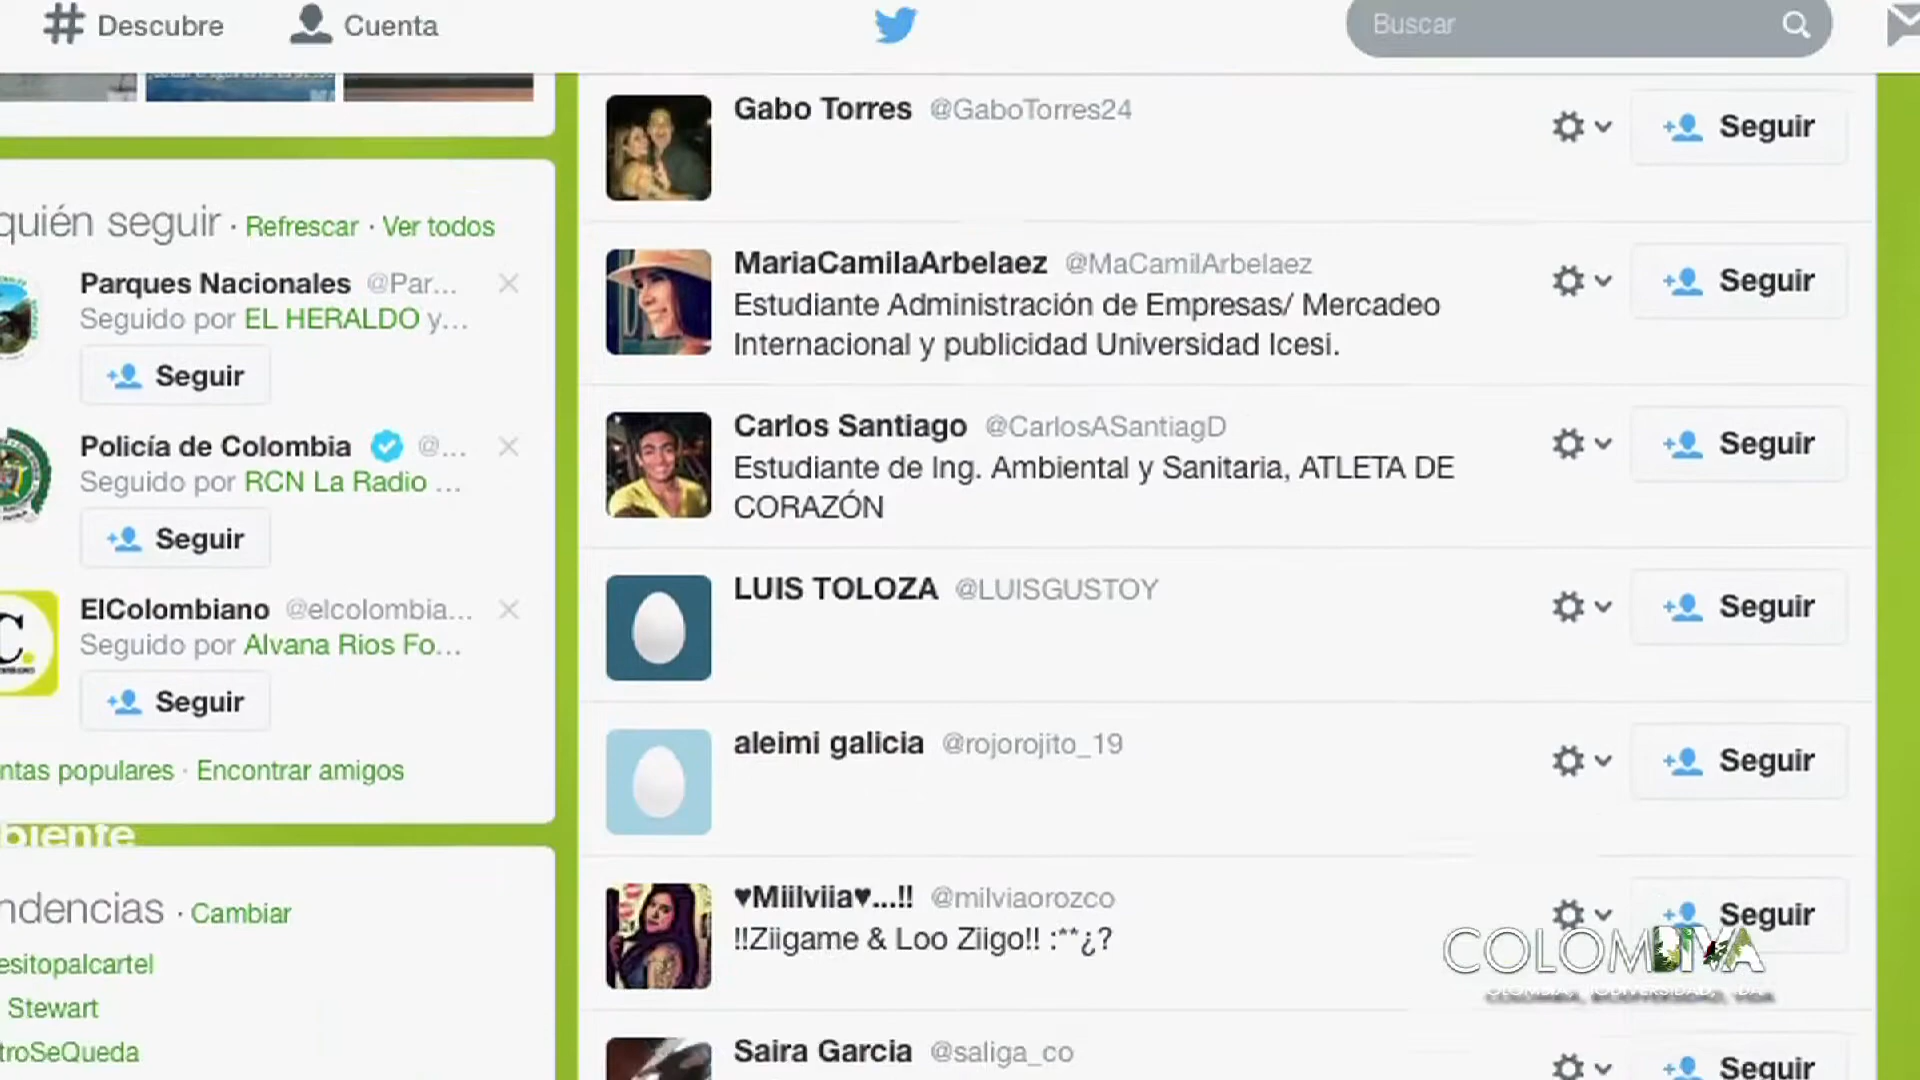 Descubre
Cuenta
Buscar
quién seguir · Refrescar · Ver todos
Parques Nacionales @Par...
Seguido por EL HERALDO y...
Seguir
Policía de Colombia @...
Seguido por RCN La Radio ...
Seguir
ElColombiano @elcolombia...
Seguido por Alvana Rios Fo...
Seguir
ntas populares · Encontrar amigos
biente
ndencias · Cambiar
esitopalcartel
Stewart
troSeQueda
Gabo Torres @GaboTorres24
Seguir
MariaCamilaArbelaez @MaCamilArbelaez
Seguir
Estudiante Administración de Empresas/ Mercadeo
Internacional y publicidad Universidad Icesi.
Carlos Santiago @CarlosASantiagD
Seguir
Estudiante de Ing. Ambiental y Sanitaria, ATLETA DE
CORAZÓN
LUIS TOLOZA @LUISGUSTOY
Seguir
aleimi galicia @rojorojito_19
Seguir
♥Miilviia♥...!! @milviaorozco
Seguir
!!Ziigame & Loo Ziigo!! :**¿?
COLOMBIVA
Saira Garcia @saliga_co
Seguir